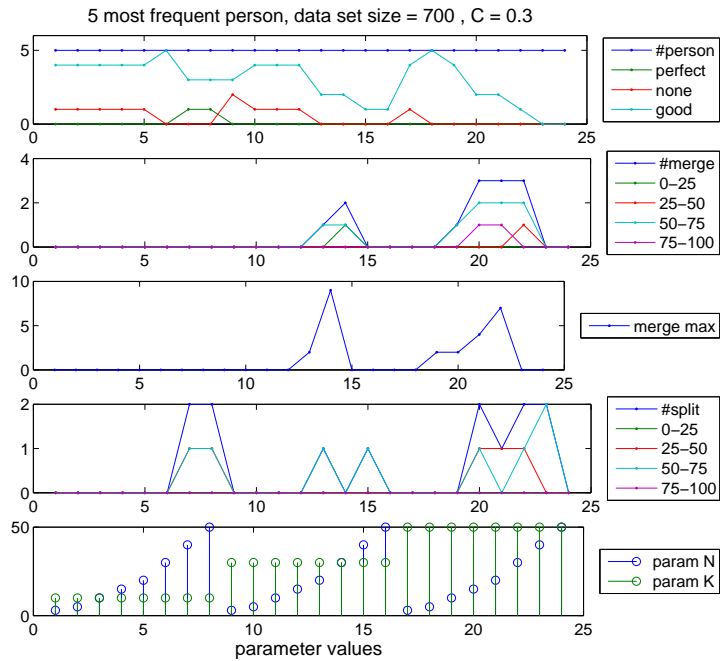 5 most frequent person, data set size = 700 , C = 0.3
5
0
0 5 10 15 20 25
#person
perfect
none
good
4
2
0
0 5 10 15 20 25
#merge
0−25
25−50
50−75
75−100
10
5
0
0 5 10 15 20 25
merge max
2
1
0
0 5 10 15 20 25
#split
0−25
25−50
50−75
75−100
50
0
0 5 10 15 20 25
param N
param K
parameter values